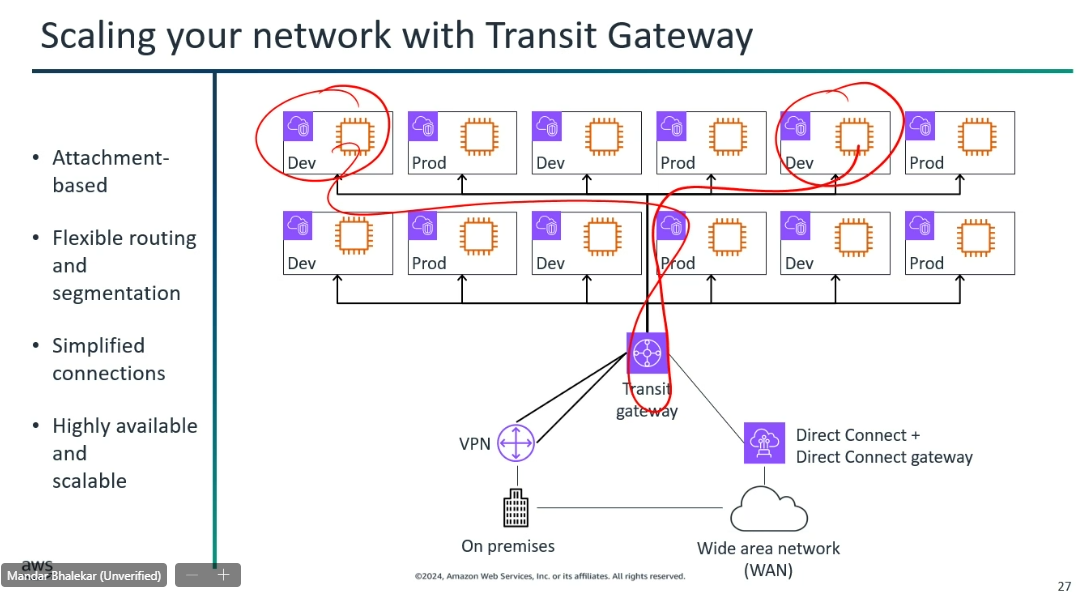 Scaling your network with Transit Gateway
• Attachment-
based
• Flexible routing
and
segmentation
• Simplified
connections
• Highly available
and
scalable
Dev Prod Dev Prod Dev Prod
Dev Prod Dev Prod Dev Prod
Transit
gateway
VPN
Direct Connect +
Direct Connect gateway
On premises
Wide area network
(WAN)
aws
Mandar Bhalekar (Unverified)
©2024, Amazon Web Services, Inc. or its affiliates. All rights reserved.
27